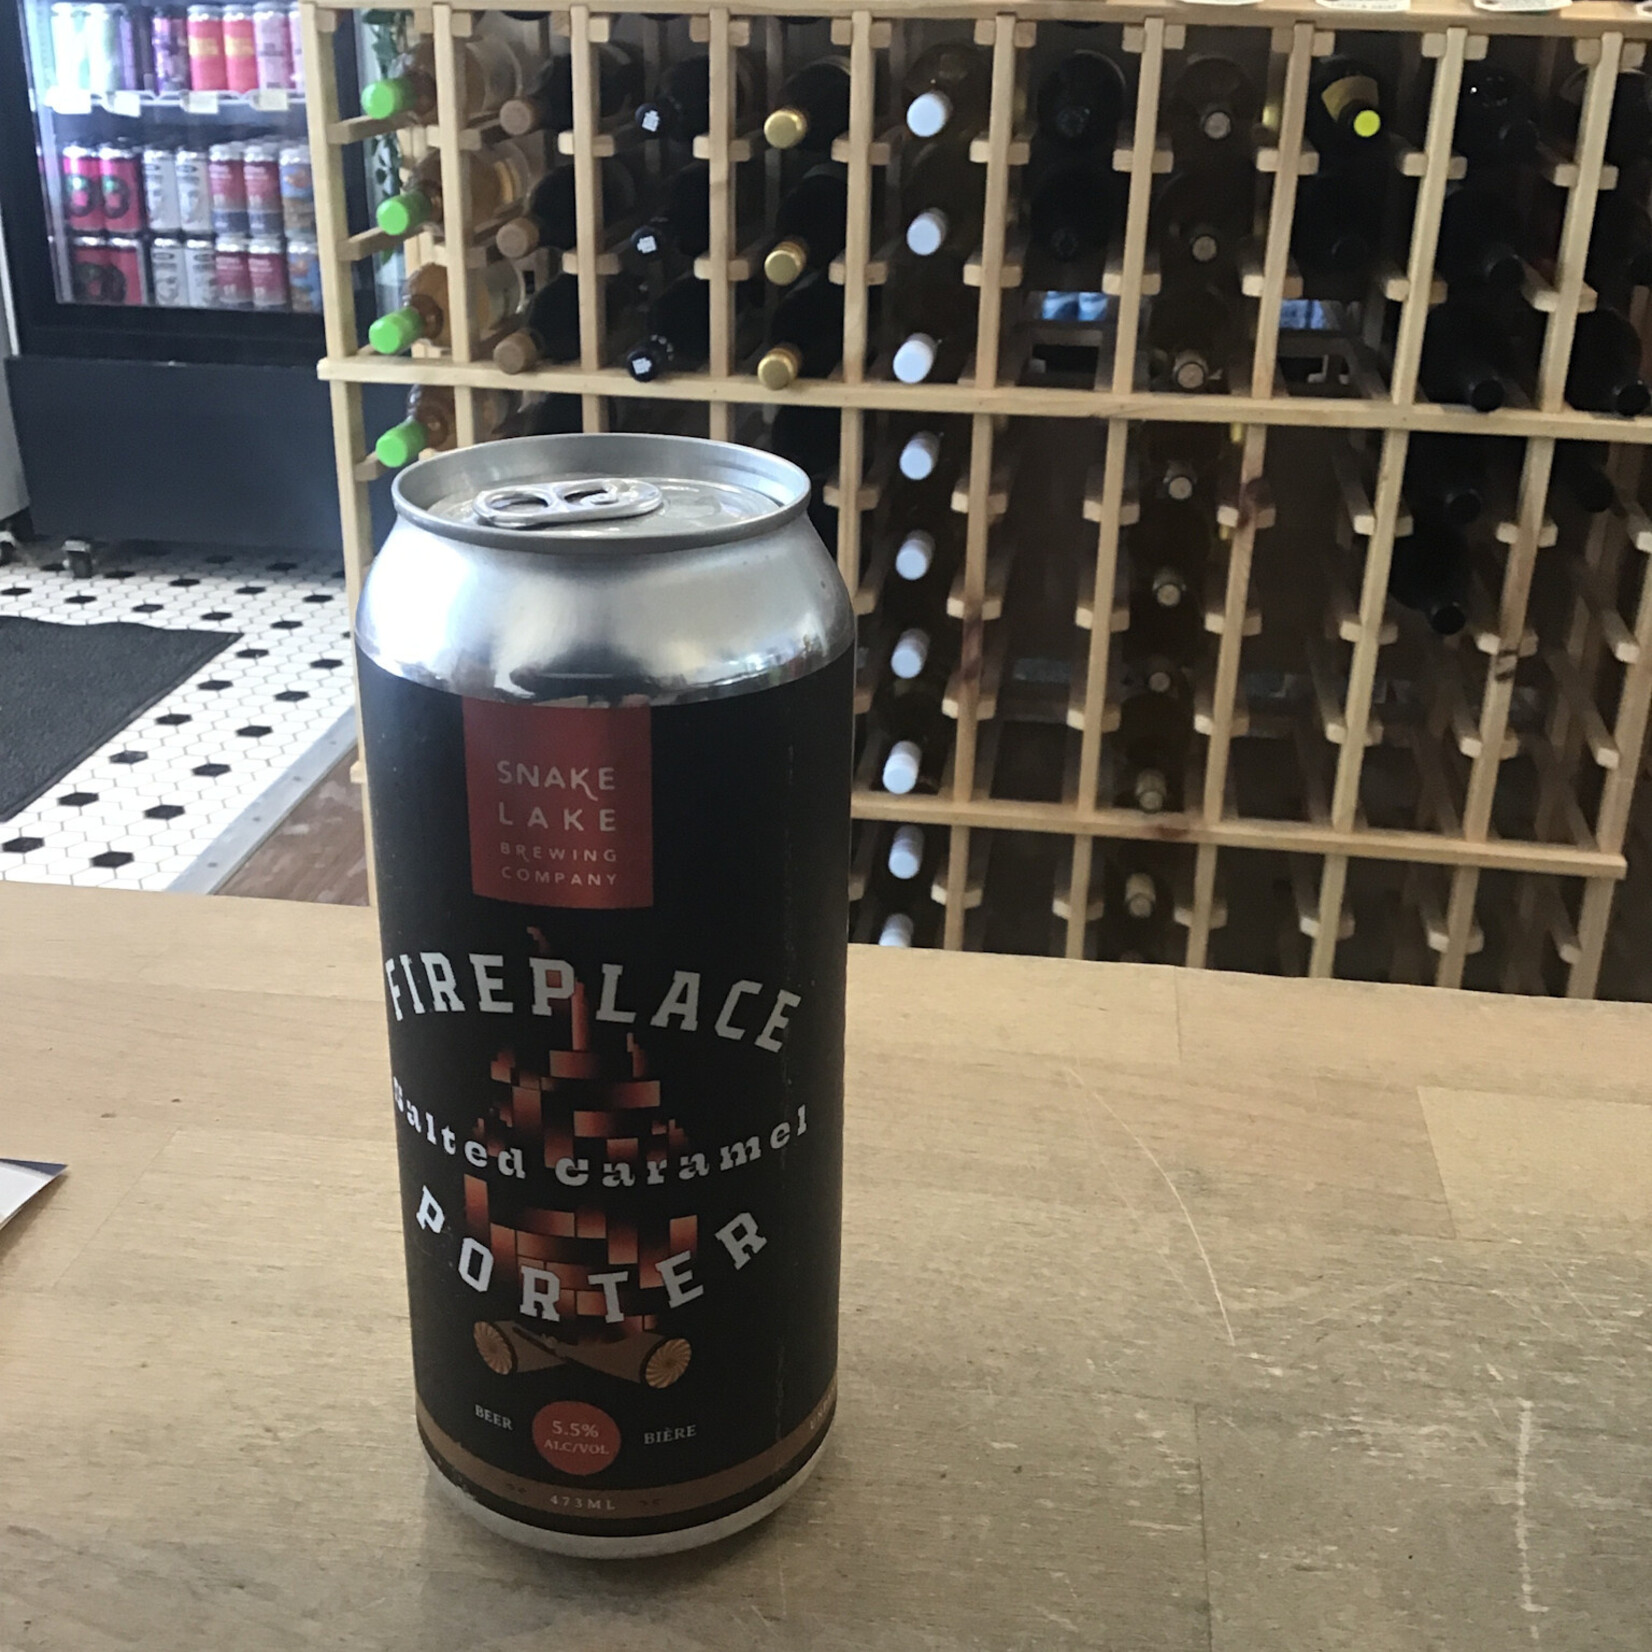 SNAKE
LAKE
BREWING
COMPANY
FIREPLACE
Salted Caramel
PORTER
BEER
5.5%
ALC/VOL
BIÈRE
473ML